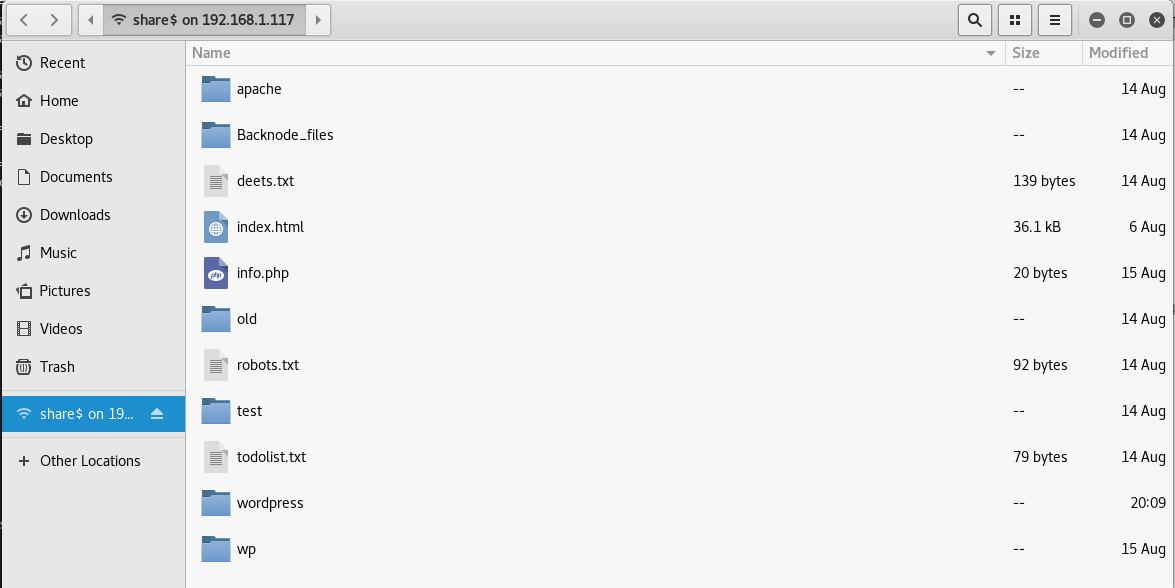 share$ on 192.168.1.117
Name Size Modified
Recent
Home
Desktop
Documents
Downloads
Music
Pictures
Videos
Trash
share$ on 19...
Other Locations
apache -- 14 Aug
Backnode_files -- 14 Aug
deets.txt 139 bytes 14 Aug
index.html 36.1 kB 6 Aug
php
info.php 20 bytes 15 Aug
old -- 14 Aug
robots.txt 92 bytes 14 Aug
test -- 14 Aug
todolist.txt 79 bytes 14 Aug
wordpress -- 20:09
wp -- 15 Aug